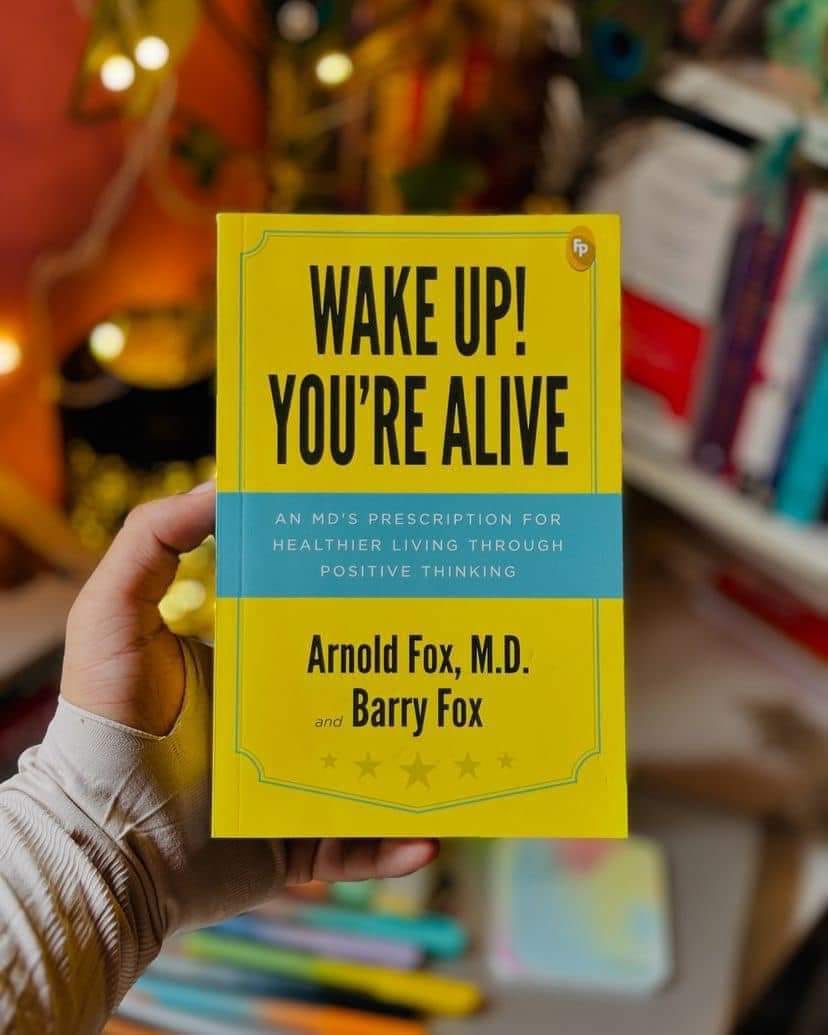 FP
WAKE UP!
YOU'RE ALIVE
AN MD'S PRESCRIPTION FOR
HEALTHIER LIVING THROUGH
POSITIVE THINKING
Arnold Fox, M.D.
and Barry Fox